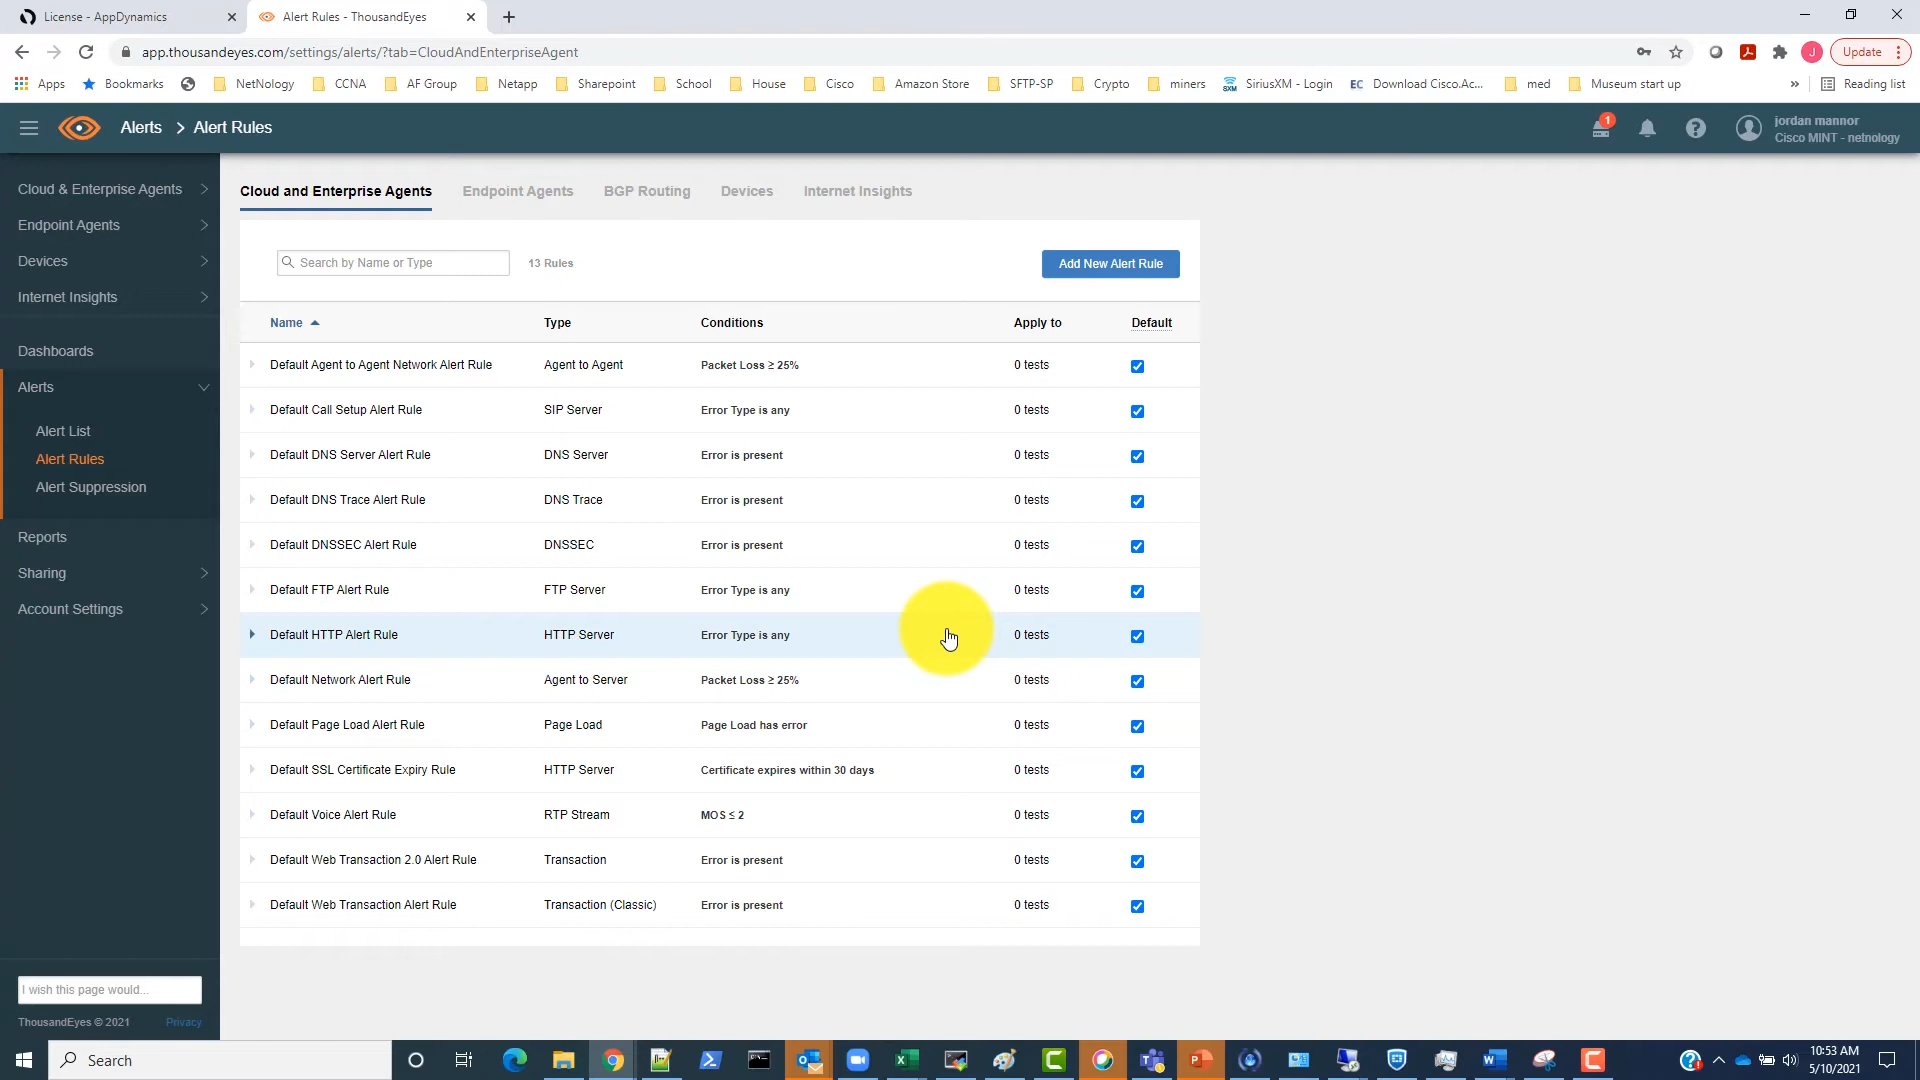 License - AppDynamics
Alert Rules - ThousandEyes
app.thousandeyes.com/settings/alerts/?tab=CloudAndEnterpriseAgent
J
Update
Apps
Bookmarks
NetNology
CCNA
AF Group
Netapp
Sharepoint
School
House
Cisco
Amazon Store
SFTP-SP
Crypto
miners
SiriusXM - Login
EC Download Cisco.Ac...
med
Museum start up
»
Reading list
Alerts > Alert Rules
1
jordan mannor
Cisco MINT - netnology
Cloud & Enterprise Agents
Endpoint Agents
Devices
Internet Insights
Dashboards
Alerts
Alert List
Alert Rules
Alert Suppression
Reports
Sharing
Account Settings
I wish this page would...
ThousandEyes © 2021 Privacy
Cloud and Enterprise Agents Endpoint Agents BGP Routing Devices Internet Insights
Search by Name or Type 13 Rules Add New Alert Rule
Name Type Conditions Apply to Default
Default Agent to Agent Network Alert Rule Agent to Agent Packet Loss ≥ 25% 0 tests
Default Call Setup Alert Rule SIP Server Error Type is any 0 tests
Default DNS Server Alert Rule DNS Server Error is present 0 tests
Default DNS Trace Alert Rule DNS Trace Error is present 0 tests
Default DNSSEC Alert Rule DNSSEC Error is present 0 tests
Default FTP Alert Rule FTP Server Error Type is any 0 tests
Default HTTP Alert Rule HTTP Server Error Type is any 0 tests
Default Network Alert Rule Agent to Server Packet Loss ≥ 25% 0 tests
Default Page Load Alert Rule Page Load Page Load has error 0 tests
Default SSL Certificate Expiry Rule HTTP Server Certificate expires within 30 days 0 tests
Default Voice Alert Rule RTP Stream MOS ≤ 2 0 tests
Default Web Transaction 2.0 Alert Rule Transaction Error is present 0 tests
Default Web Transaction Alert Rule Transaction (Classic) Error is present 0 tests
Search
10:53 AM
5/10/2021